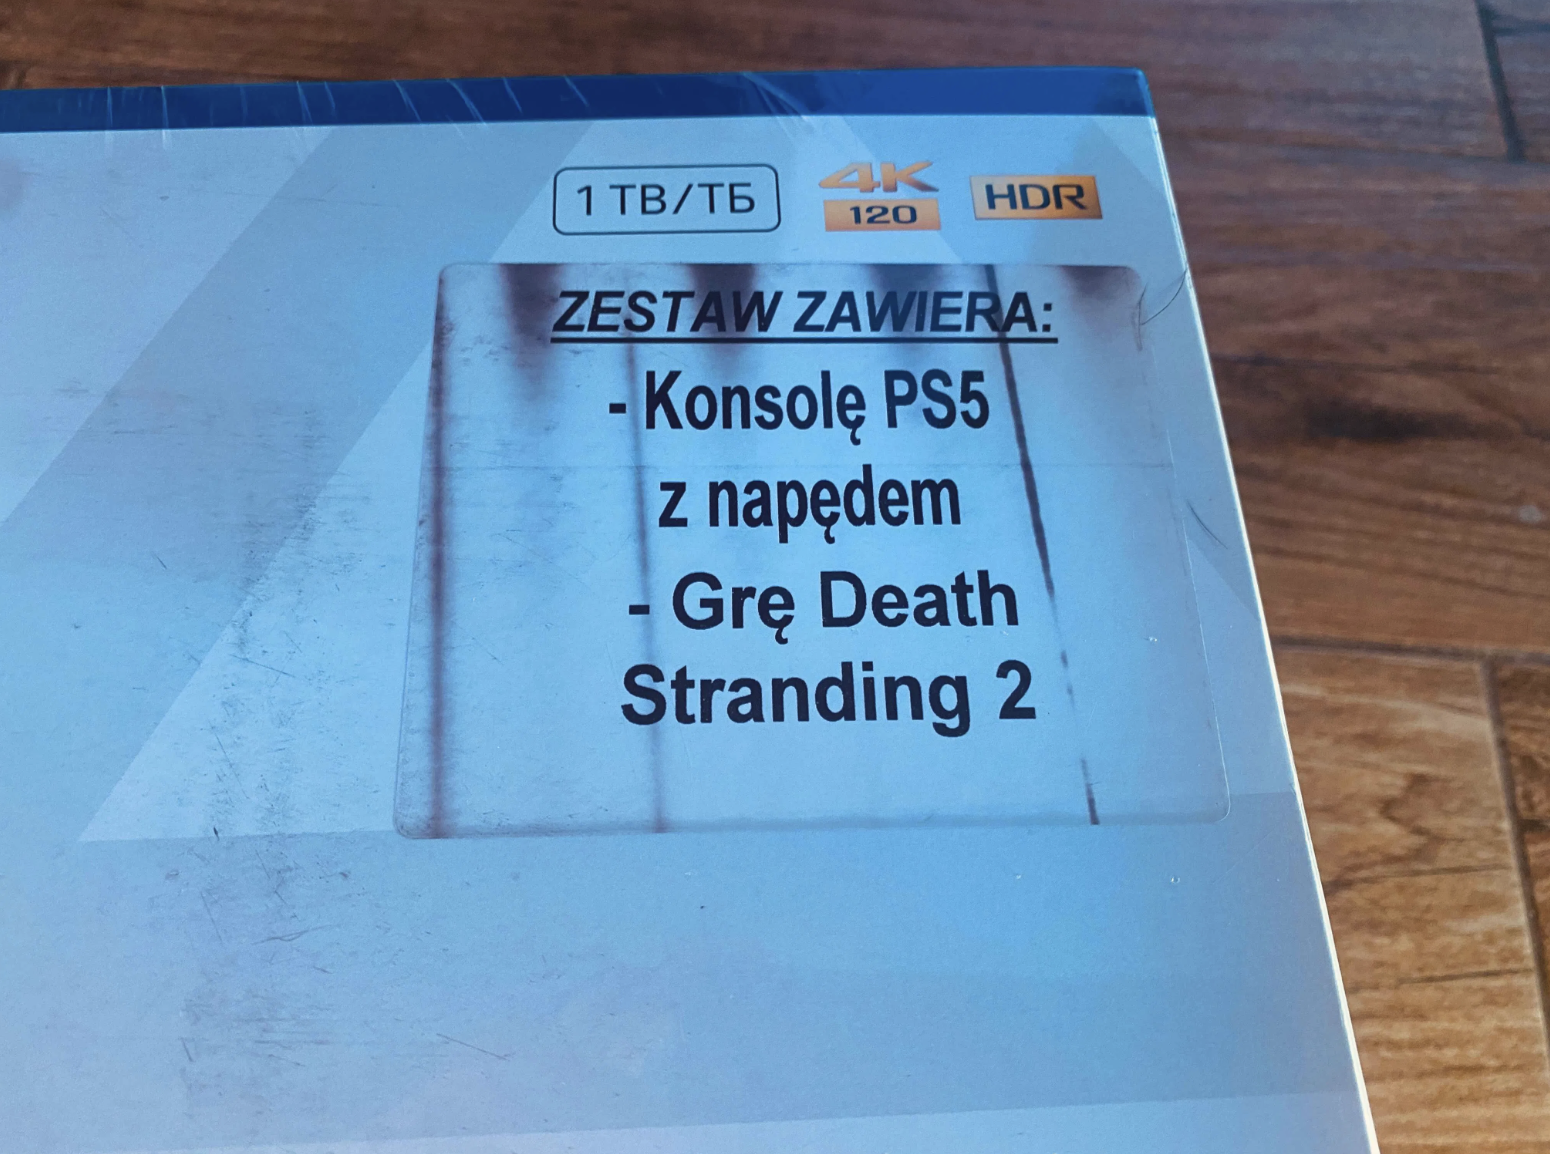 1 TB/ТБ
4K
120
HDR
ZESTAW ZAWIERA:
- Konsolę PS5
z napędem
- Grę Death
Stranding 2